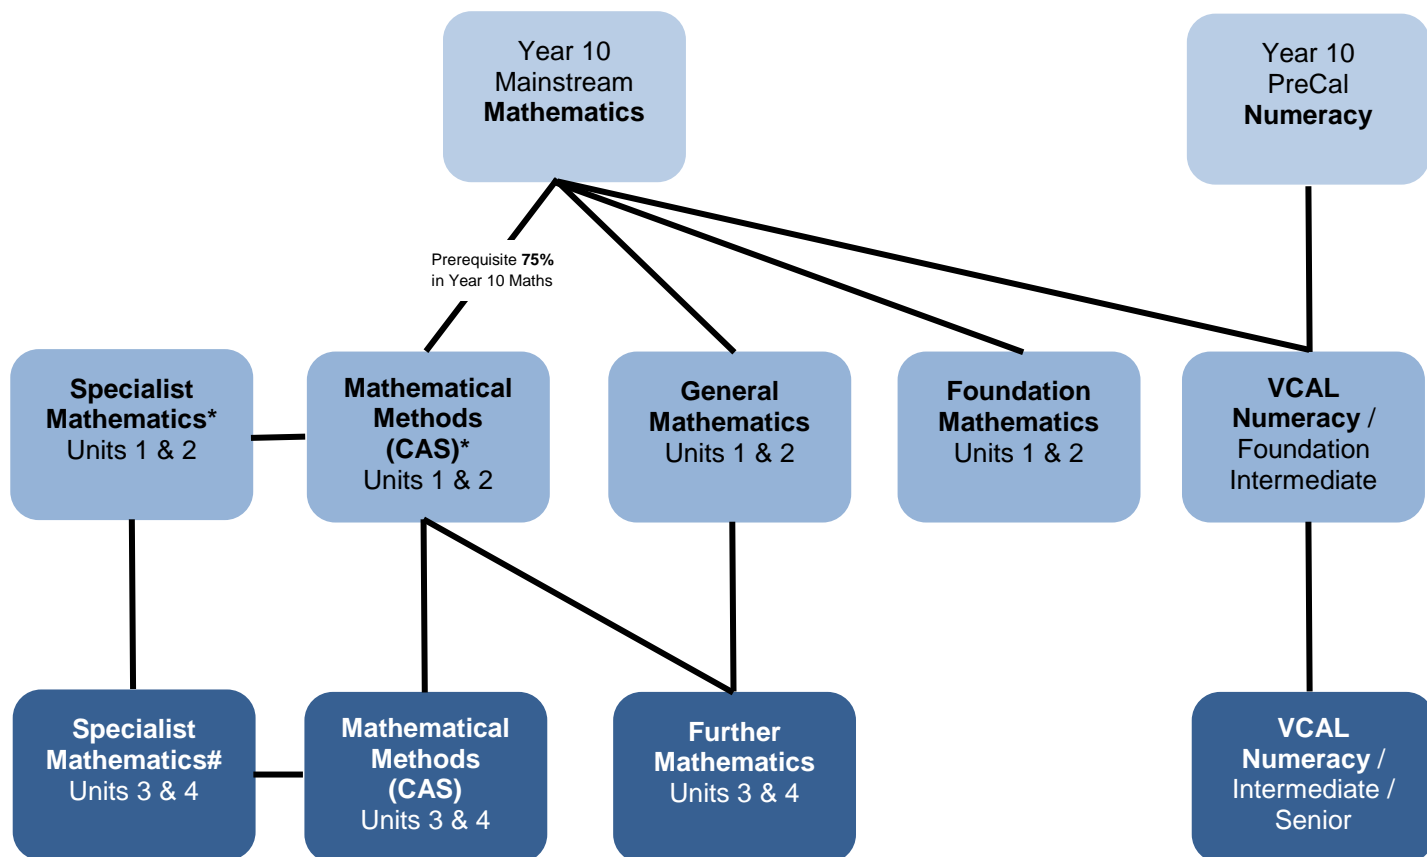 Year 10
Mainstream
Mathematics
Year 10
PreCal
Numeracy
Prerequisite 75%
in Year 10 Maths
Specialist
Mathematics*
Units 1 & 2
Mathematical
Methods
(CAS)*
Units 1 & 2
General
Mathematics
Units 1 & 2
Foundation
Mathematics
Units 1 & 2
VCAL
Numeracy /
Foundation
Intermediate
Specialist
Mathematics#
Units 3 & 4
Mathematical
Methods
(CAS)
Units 3 & 4
Further
Mathematics
Units 3 & 4
VCAL
Numeracy /
Intermediate /
Senior